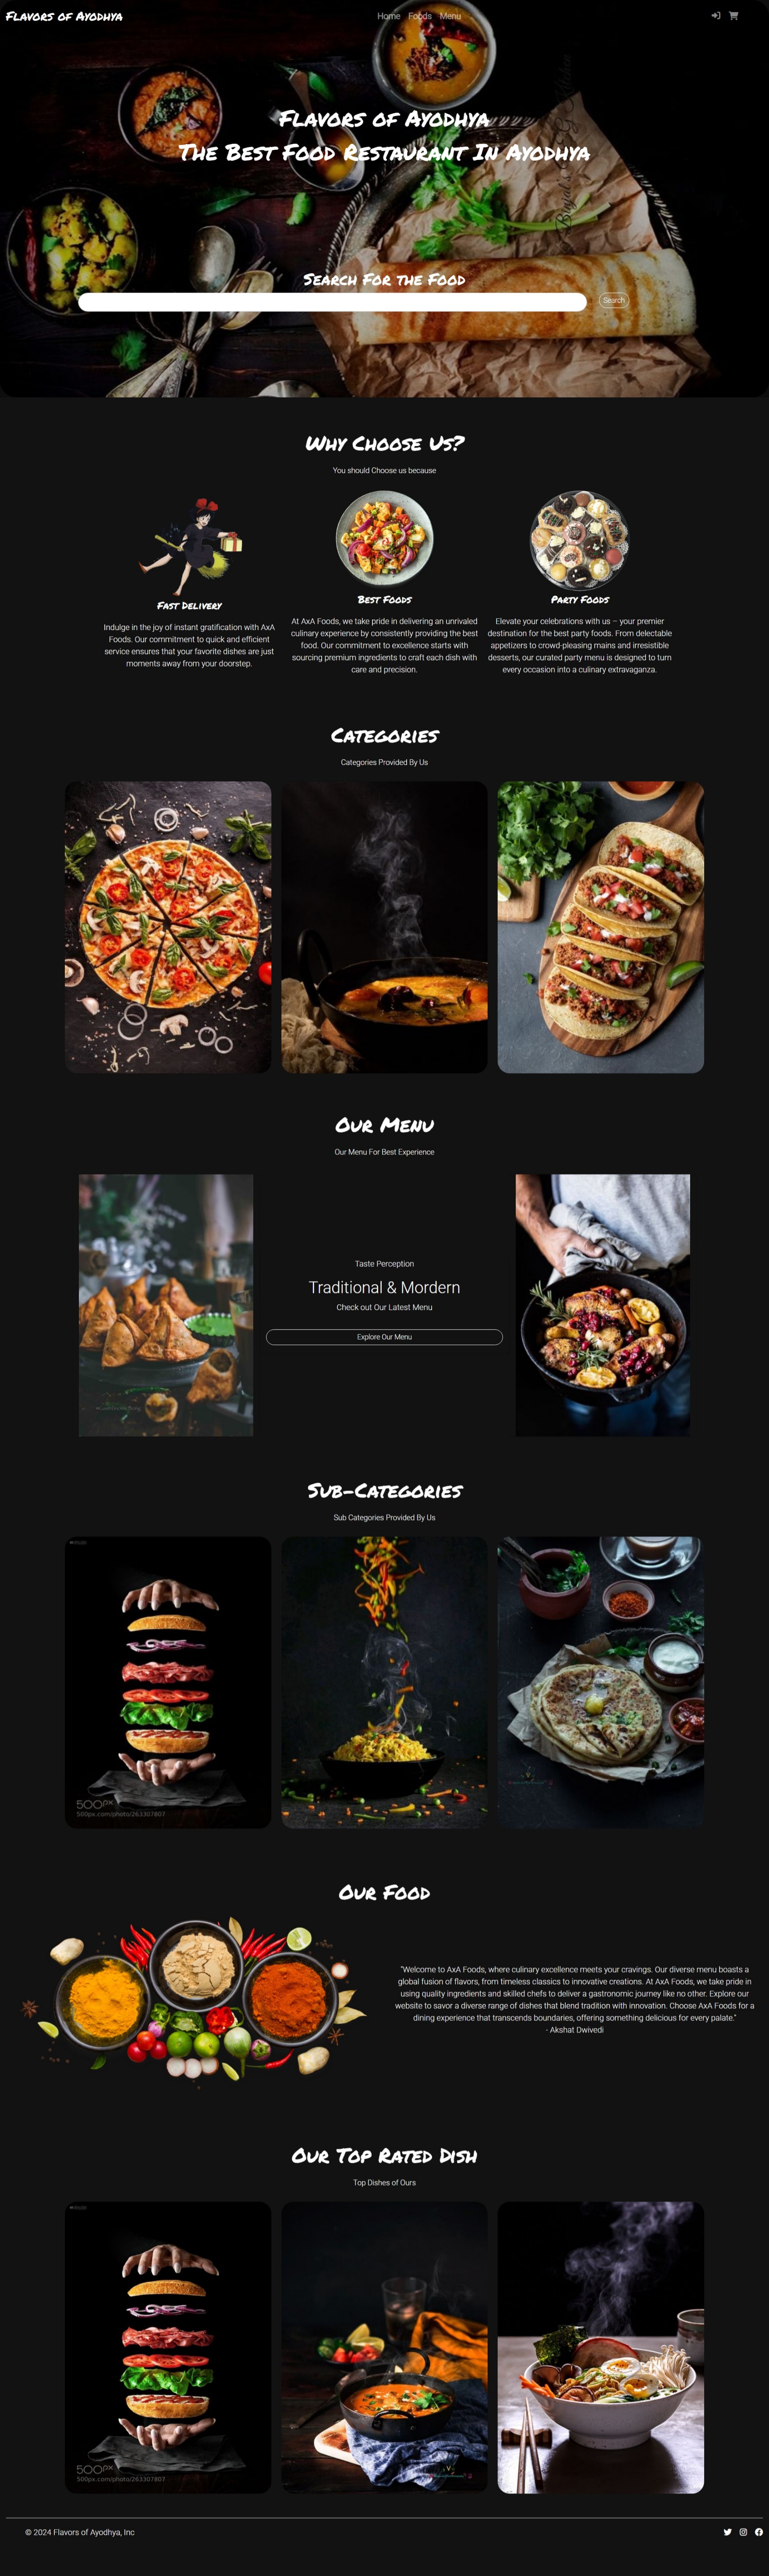 Flavors of Ayodhya
Home Foods Menu
Flavors of Ayodhya
The Best Food Restaurant In Ayodhya
Search For the Food
Search
Why Choose Us?
You should Choose us because
Fast Delivery
Indulge in the joy of instant gratification with AxA
Foods. Our commitment to quick and efficient
service ensures that your favorite dishes are just
moments away from your doorstep.
Best Foods
At AxA Foods, we take pride in delivering an unrivaled
culinary experience by consistently providing the best
food. Our commitment to excellence starts with
sourcing premium ingredients to craft each dish with
care and precision.
Party Foods
Elevate your celebrations with us – your premier
destination for the best party foods. From delectable
appetizers to crowd-pleasing mains and irresistible
desserts, our curated party menu is designed to turn
every occasion into a culinary extravaganza.
Categories
Categories Provided By Us
Our Menu
Our Menu For Best Experience
Taste Perception
Traditional & Mordern
Check out Our Latest Menu
Explore Our Menu
Sub-Categories
Sub Categories Provided By Us
500px
500px.com/photo/263307807
Our Food
"Welcome to AxA Foods, where culinary excellence meets your cravings. Our diverse menu boasts a
global fusion of flavors, from timeless classics to innovative creations. At AxA Foods, we take pride in
using quality ingredients and skilled chefs to deliver a gastronomic journey like no other. Explore our
website to savor a diverse range of dishes that blend tradition with innovation. Choose AxA Foods for a
dining experience that transcends boundaries, offering something delicious for every palate."
- Akshat Dwivedi
Our Top Rated Dish
Top Dishes of Ours
500px
500px.com/photo/263307807
© 2024 Flavors of Ayodhya, Inc